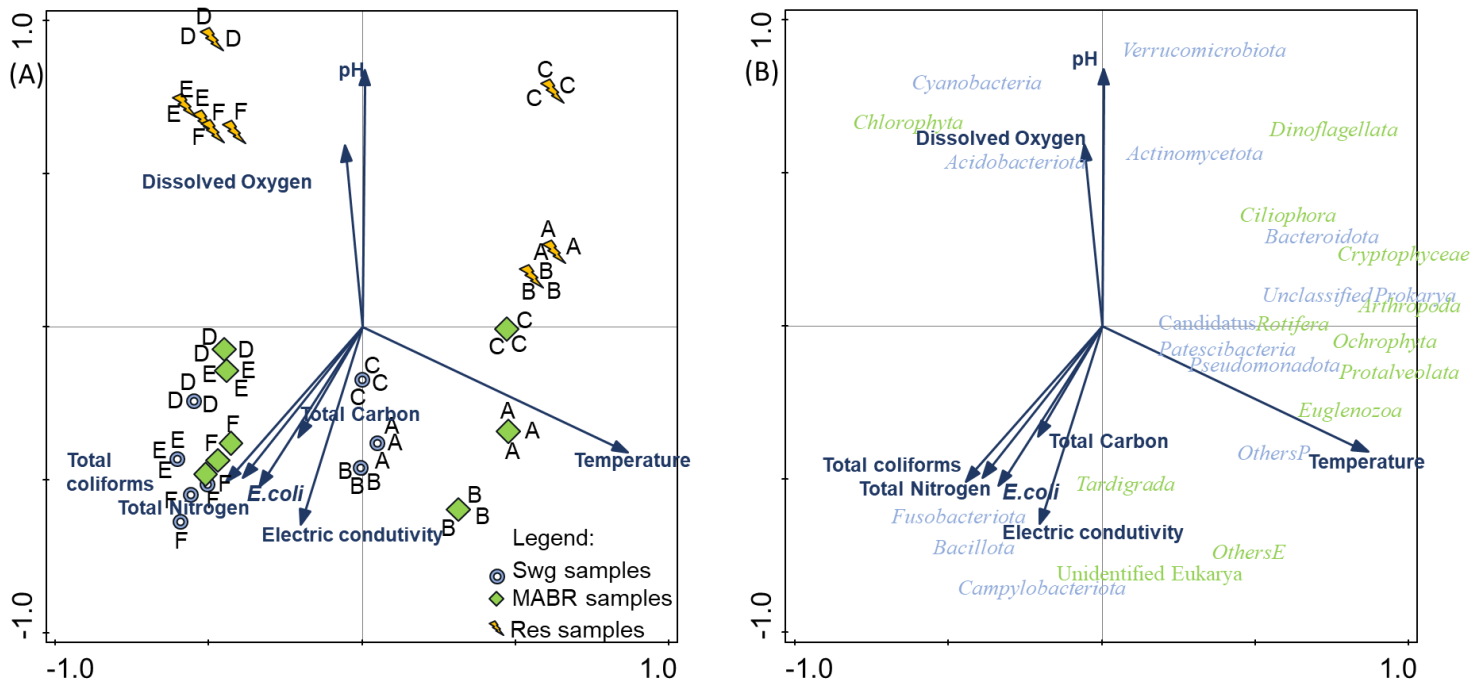 (A)
1.0
-1.0
-1.0
1.0
D
D
D
E
E
E
F
F
F
C
C
C
pH
Dissolved Oxygen
A
A
A
B
B
B
C
C
C
D
D
D
E
E
E
D
D
D
C
C
C
Total Carbon
A
A
A
A
A
A
B
B
B
F
F
E
E
E
Temperature
Total
coliforms
F
F
F
Total Nitrogen
E.coli
F
B
B
B
Electric condutivity
Legend:
Swg samples
MABR samples
Res samples
(B)
1.0
-1.0
-1.0
1.0
Verrucomicrobiota
pH
Cyanobacteria
Chlorophyta
Dinoflagellata
Dissolved Oxygen
Actinomycetota
Acidobacteriota
Ciliophora
Bacteroidota
Cryptophyceae
Unclassified Prokarya
Arthropoda
Candidatus
Rotifera
Ochrophyta
Patescibacteria
Pseudomonadota
Protalveolata
Euglenozoa
Total Carbon
OthersP
Temperature
Total coliforms
Total Nitrogen
E.coli
Tardigrada
Fusobacteriota
Electric condutivity
Bacillota
OthersE
Unidentified Eukarya
Campylobacteriota